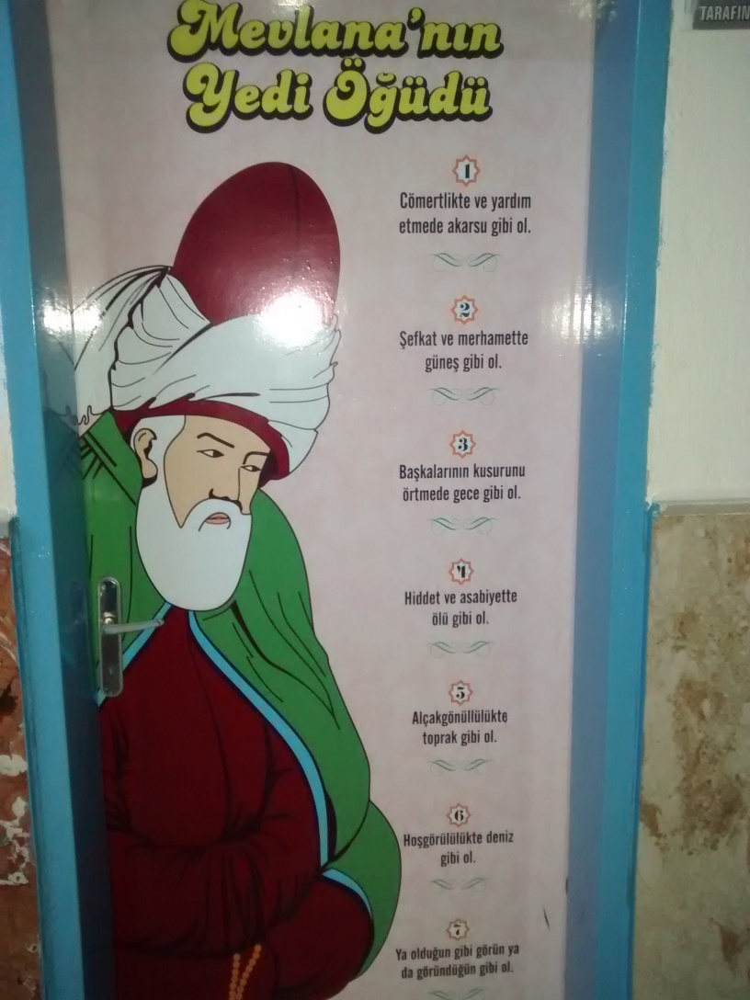 TARAFIN
Mevlana'nın
Yedi Öğüdü
1
Cömertlikte ve yardım
etmede akarsu gibi ol.
2
Şefkat ve merhamette
güneş gibi ol.
3
Başkalarının kusurunu
örtmede gece gibi ol.
4
Hiddet ve asabiyette
ölü gibi ol.
5
Alçakgönüllülükte
toprak gibi ol.
6
Hoşgörülülükte deniz
gibi ol.
7
Ya olduğun gibi görün ya
da göründüğün gibi ol.